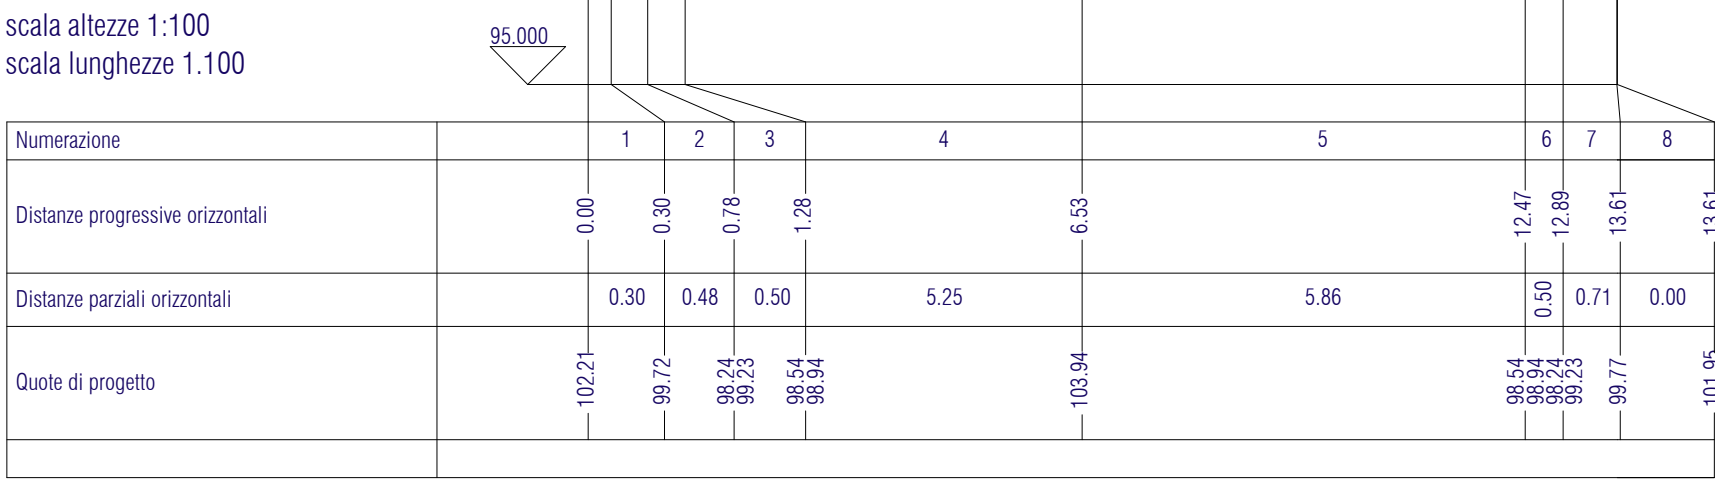 scala altezze 1:100
scala lunghezze 1.100
95.000
Numerazione 1 2 3 4 5 6 7 8
Distanze progressive orizzontali 0.00 0.30 0.78 1.28 6.53 12.47 12.89 13.61 13.61
Distanze parziali orizzontali 0.30 0.48 0.50 5.25 5.86 0.50 0.71 0.00
Quote di progetto 102.21 99.72 98.24 99.23 98.54 98.94 103.94 98.54 98.94 98.24 99.23 99.77 101.95